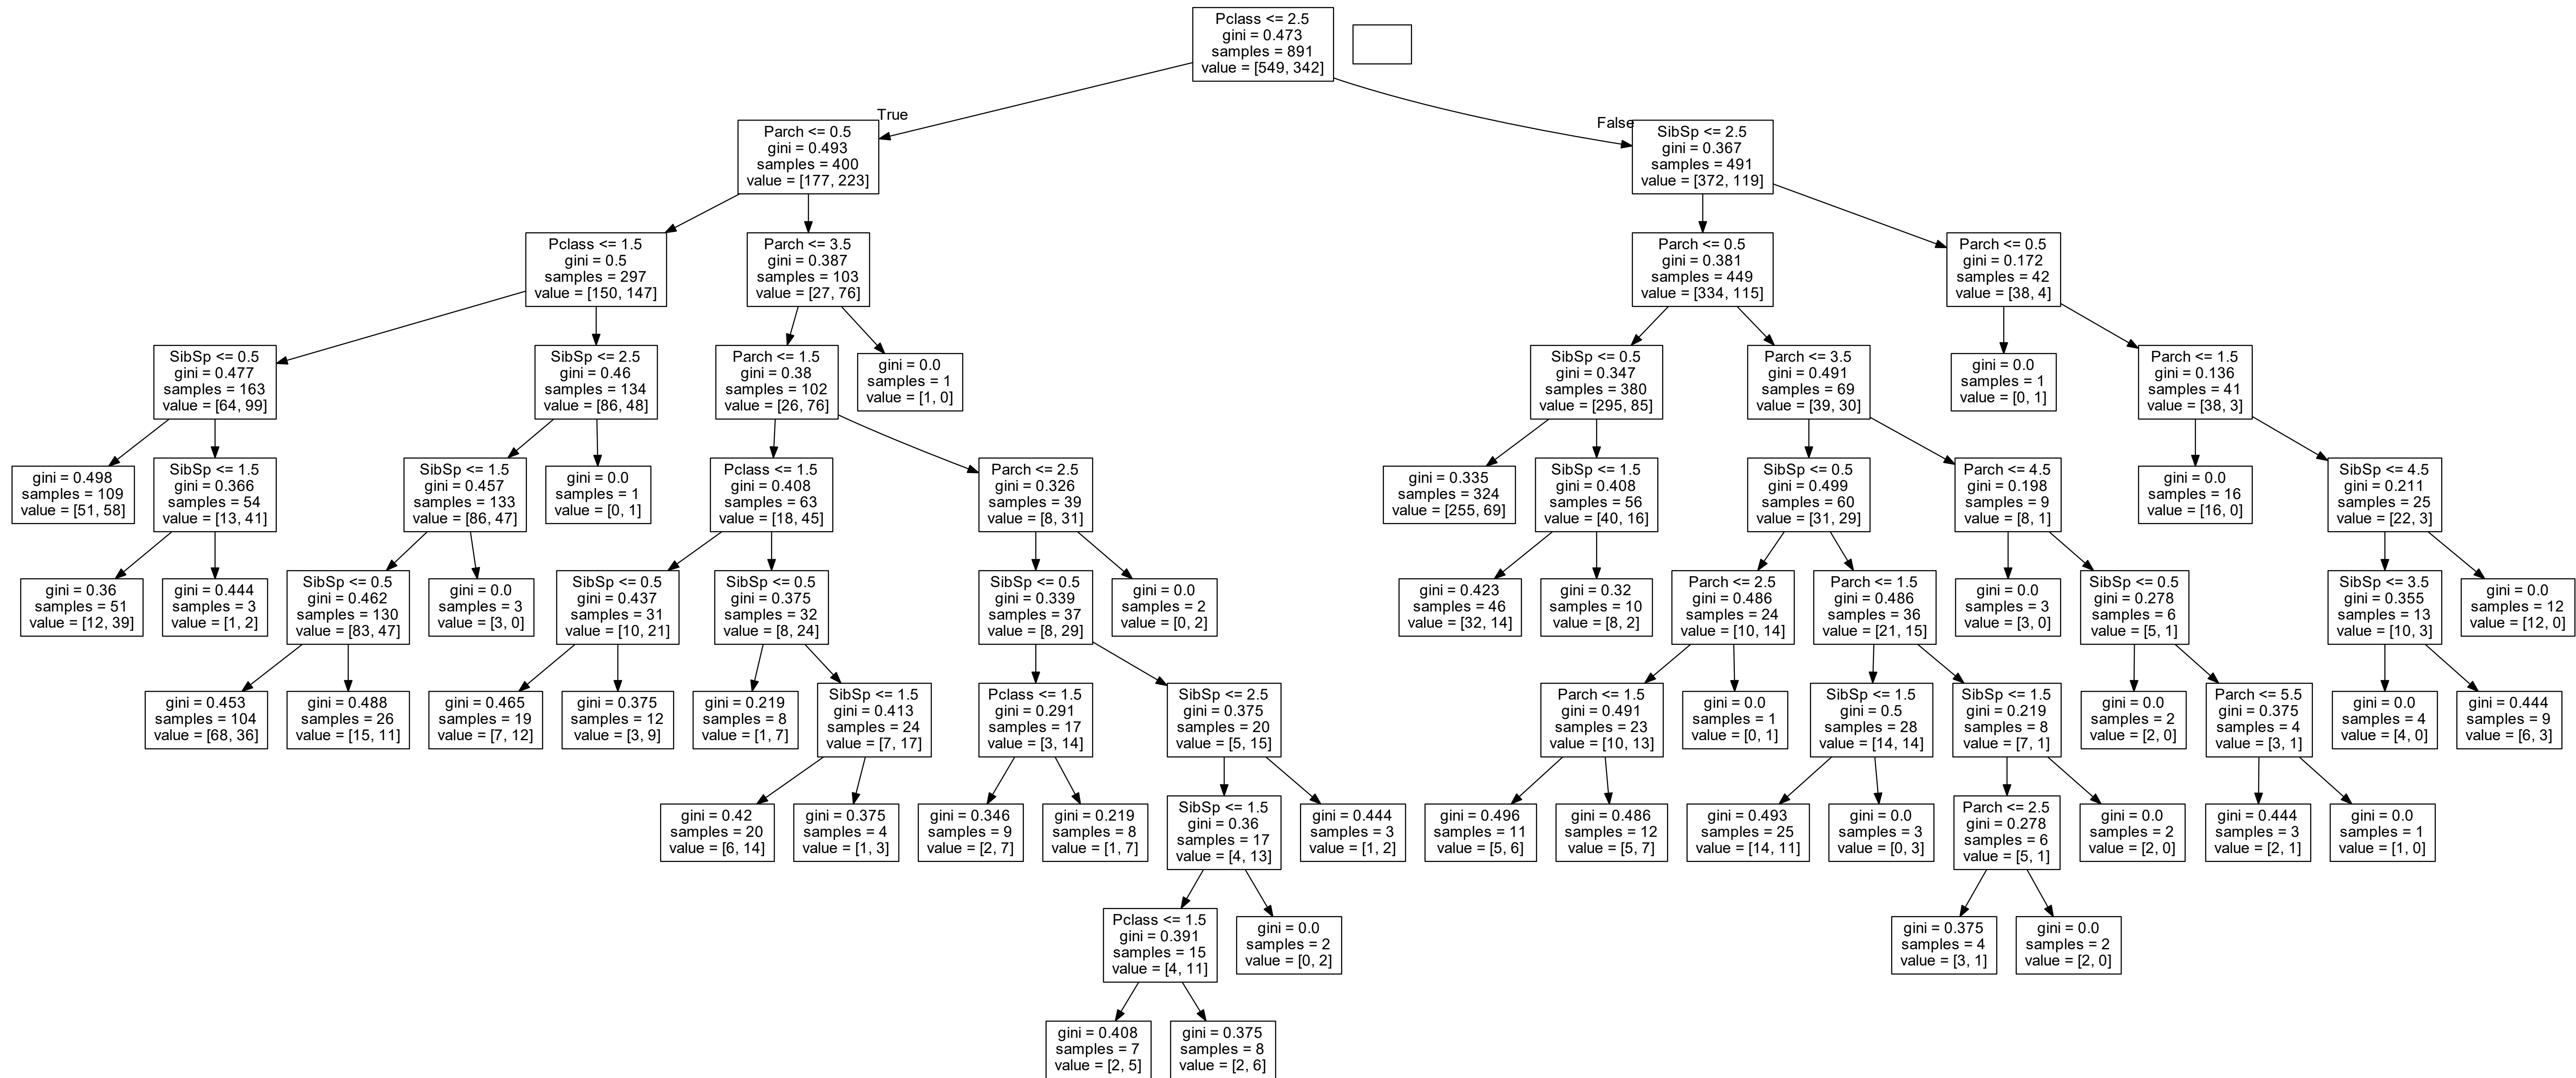 Pclass <= 2.5
gini = 0.473
samples = 891
value = [549, 342]
True
False
Parch <= 0.5
gini = 0.493
samples = 400
value = [177, 223]
SibSp <= 2.5
gini = 0.367
samples = 491
value = [372, 119]
Pclass <= 1.5
gini = 0.5
samples = 297
value = [150, 147]
Parch <= 3.5
gini = 0.387
samples = 103
value = [27, 76]
Parch <= 0.5
gini = 0.381
samples = 449
value = [334, 115]
Parch <= 0.5
gini = 0.172
samples = 42
value = [38, 4]
SibSp <= 0.5
gini = 0.477
samples = 163
value = [64, 99]
SibSp <= 2.5
gini = 0.46
samples = 134
value = [86, 48]
Parch <= 1.5
gini = 0.38
samples = 102
value = [26, 76]
gini = 0.0
samples = 1
value = [1, 0]
SibSp <= 0.5
gini = 0.347
samples = 380
value = [295, 85]
Parch <= 3.5
gini = 0.491
samples = 69
value = [39, 30]
gini = 0.0
samples = 1
value = [0, 1]
Parch <= 1.5
gini = 0.136
samples = 41
value = [38, 3]
gini = 0.498
samples = 109
value = [51, 58]
SibSp <= 1.5
gini = 0.366
samples = 54
value = [13, 41]
SibSp <= 1.5
gini = 0.457
samples = 133
value = [86, 47]
gini = 0.0
samples = 1
value = [0, 1]
Pclass <= 1.5
gini = 0.408
samples = 63
value = [18, 45]
Parch <= 2.5
gini = 0.326
samples = 39
value = [8, 31]
gini = 0.335
samples = 324
value = [255, 69]
SibSp <= 1.5
gini = 0.408
samples = 56
value = [40, 16]
SibSp <= 0.5
gini = 0.499
samples = 60
value = [31, 29]
Parch <= 4.5
gini = 0.198
samples = 9
value = [8, 1]
gini = 0.0
samples = 16
value = [16, 0]
SibSp <= 4.5
gini = 0.211
samples = 25
value = [22, 3]
gini = 0.36
samples = 51
value = [12, 39]
gini = 0.444
samples = 3
value = [1, 2]
SibSp <= 0.5
gini = 0.462
samples = 130
value = [83, 47]
gini = 0.0
samples = 3
value = [3, 0]
SibSp <= 0.5
gini = 0.437
samples = 31
value = [10, 21]
SibSp <= 0.5
gini = 0.375
samples = 32
value = [8, 24]
SibSp <= 0.5
gini = 0.339
samples = 37
value = [8, 29]
gini = 0.0
samples = 2
value = [0, 2]
gini = 0.423
samples = 46
value = [32, 14]
gini = 0.32
samples = 10
value = [8, 2]
Parch <= 2.5
gini = 0.486
samples = 24
value = [10, 14]
Parch <= 1.5
gini = 0.486
samples = 36
value = [21, 15]
gini = 0.0
samples = 3
value = [3, 0]
SibSp <= 0.5
gini = 0.278
samples = 6
value = [5, 1]
SibSp <= 3.5
gini = 0.355
samples = 13
value = [10, 3]
gini = 0.0
samples = 12
value = [12, 0]
gini = 0.453
samples = 104
value = [68, 36]
gini = 0.488
samples = 26
value = [15, 11]
gini = 0.465
samples = 19
value = [7, 12]
gini = 0.375
samples = 12
value = [3, 9]
gini = 0.219
samples = 8
value = [1, 7]
SibSp <= 1.5
gini = 0.413
samples = 24
value = [7, 17]
Pclass <= 1.5
gini = 0.291
samples = 17
value = [3, 14]
SibSp <= 2.5
gini = 0.375
samples = 20
value = [5, 15]
Parch <= 1.5
gini = 0.491
samples = 23
value = [10, 13]
gini = 0.0
samples = 1
value = [0, 1]
SibSp <= 1.5
gini = 0.5
samples = 28
value = [14, 14]
SibSp <= 1.5
gini = 0.219
samples = 8
value = [7, 1]
gini = 0.0
samples = 2
value = [2, 0]
Parch <= 5.5
gini = 0.375
samples = 4
value = [3, 1]
gini = 0.0
samples = 4
value = [4, 0]
gini = 0.444
samples = 9
value = [6, 3]
gini = 0.42
samples = 20
value = [6, 14]
gini = 0.375
samples = 4
value = [1, 3]
gini = 0.346
samples = 9
value = [2, 7]
gini = 0.219
samples = 8
value = [1, 7]
SibSp <= 1.5
gini = 0.36
samples = 17
value = [4, 13]
gini = 0.444
samples = 3
value = [1, 2]
gini = 0.496
samples = 11
value = [5, 6]
gini = 0.486
samples = 12
value = [5, 7]
gini = 0.493
samples = 25
value = [14, 11]
gini = 0.0
samples = 3
value = [0, 3]
Parch <= 2.5
gini = 0.278
samples = 6
value = [5, 1]
gini = 0.0
samples = 2
value = [2, 0]
gini = 0.444
samples = 3
value = [2, 1]
gini = 0.0
samples = 1
value = [1, 0]
Pclass <= 1.5
gini = 0.391
samples = 15
value = [4, 11]
gini = 0.0
samples = 2
value = [0, 2]
gini = 0.375
samples = 4
value = [3, 1]
gini = 0.0
samples = 2
value = [2, 0]
gini = 0.408
samples = 7
value = [2, 5]
gini = 0.375
samples = 8
value = [2, 6]